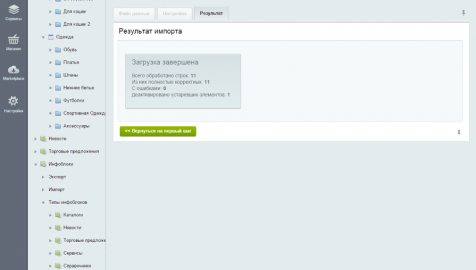 Сервисы
Магазин
Marketplace
Настройки
Для кошек
Для кошек 2
Одежда
Обувь
Платья
Штаны
Нижнее белье
Футболки
Спортивная Одежд
Аксессуары
Новости
Торговые предложения
Инфоблоки
Экспорт
Импорт
Типы инфоблоков
Каталоги
Новости
Торговые предложе
Сервисы
Справочники
Файл данных
Настройка
Результат
Результат импорта
Загрузка завершена
Всего обработано строк: 11
Из них полностью корректных: 11
С ошибками: 0
Деактивировано устаревших элементов: 1
<< Вернуться на первый шаг